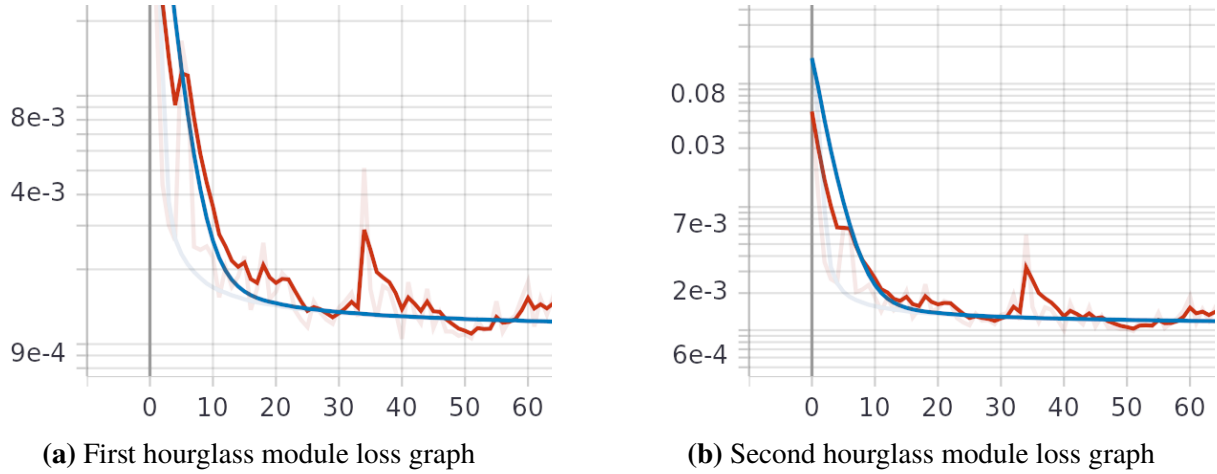 8e-3
4e-3
9e-4
0 10 20 30 40 50 60
(a) First hourglass module loss graph
0.08
0.03
7e-3
2e-3
6e-4
0 10 20 30 40 50 60
(b) Second hourglass module loss graph